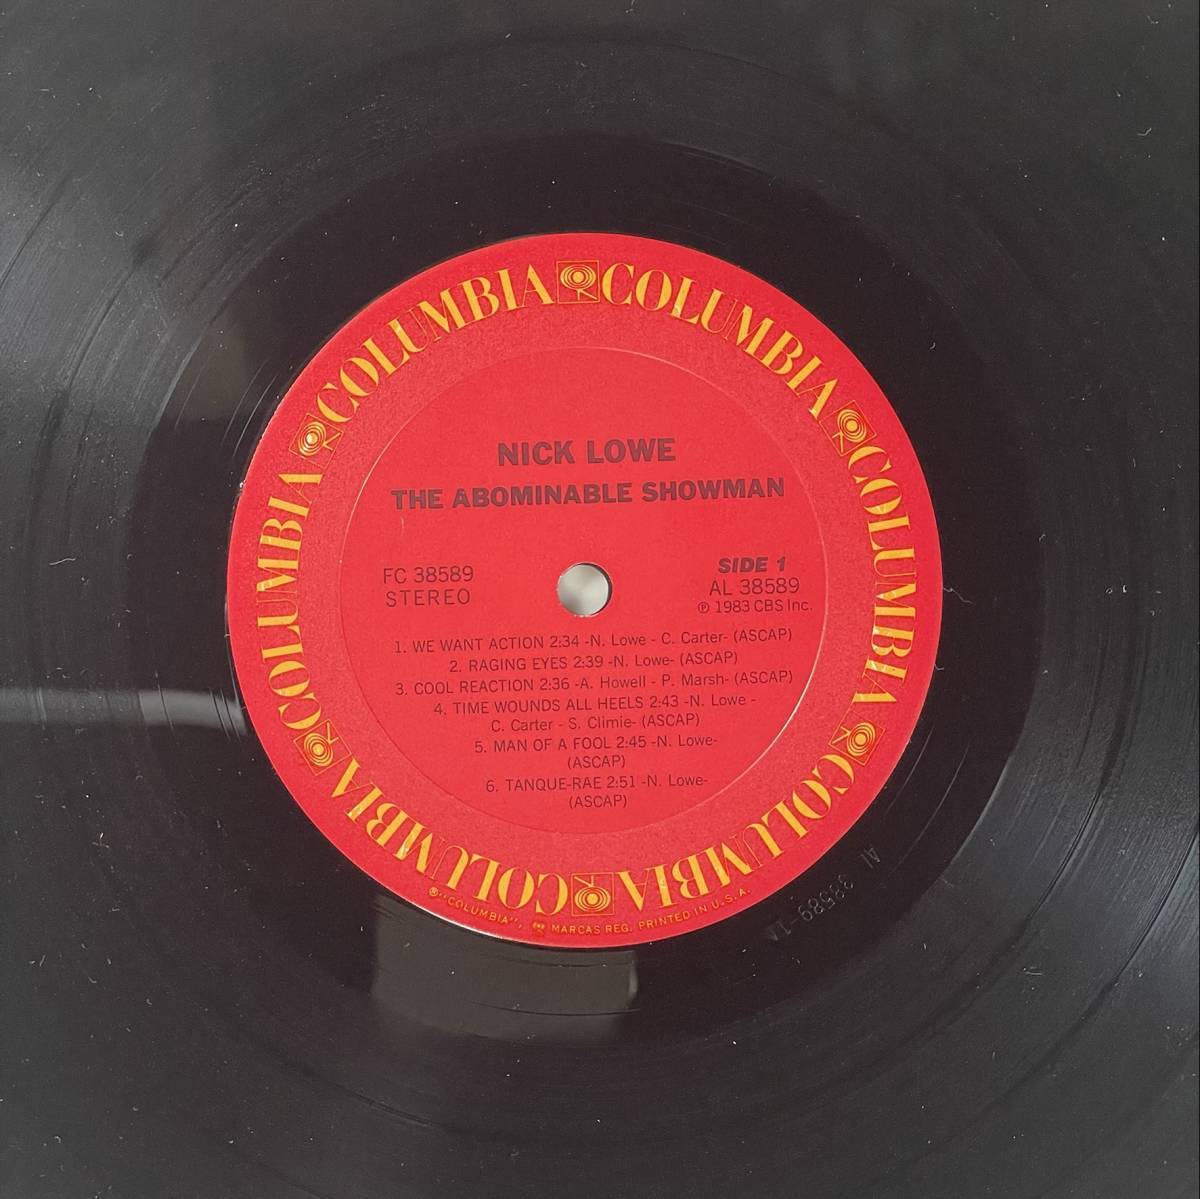 COLUMBIA COLUMBIA COLUMBIA COLUMBIA COLUMBIA COLUMBIA
NICK LOWE
THE ABOMINABLE SHOWMAN
FC 38589
STEREO
SIDE 1
AL 38589
℗ 1983 CBS Inc.
1. WE WANT ACTION 2:34 -N. Lowe - C. Carter- (ASCAP)
2. RAGING EYES 2:39 -N. Lowe- (ASCAP)
3. COOL REACTION 2:36 -A. Howell - P. Marsh- (ASCAP)
4. TIME WOUNDS ALL HEELS 2:43 -N. Lowe -
C. Carter - S. Climie- (ASCAP)
5. MAN OF A FOOL 2:45 -N. Lowe-
(ASCAP)
6. TANQUE-RAE 2:51 -N. Lowe-
(ASCAP)
®"COLUMBIA", MARCAS REG. PRINTED IN U.S.A.
AL 38589-1A